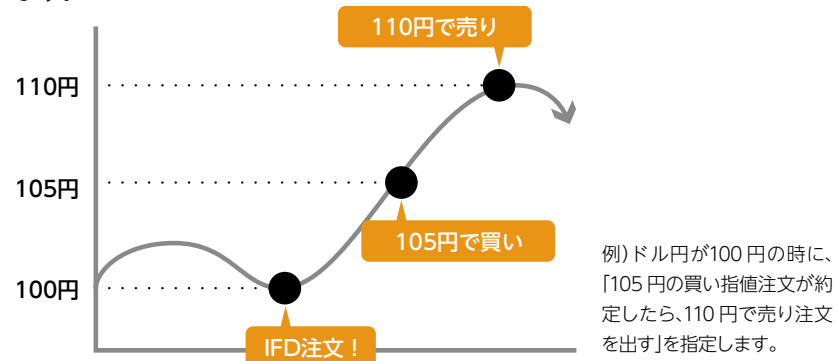 110円で売り
110円
105円
105円で買い
100円
IFD注文！
例)ドル円が100 円の時に、
「105 円の買い指値注文が約
定したら、110 円で売り注文
を出す」を指定します。